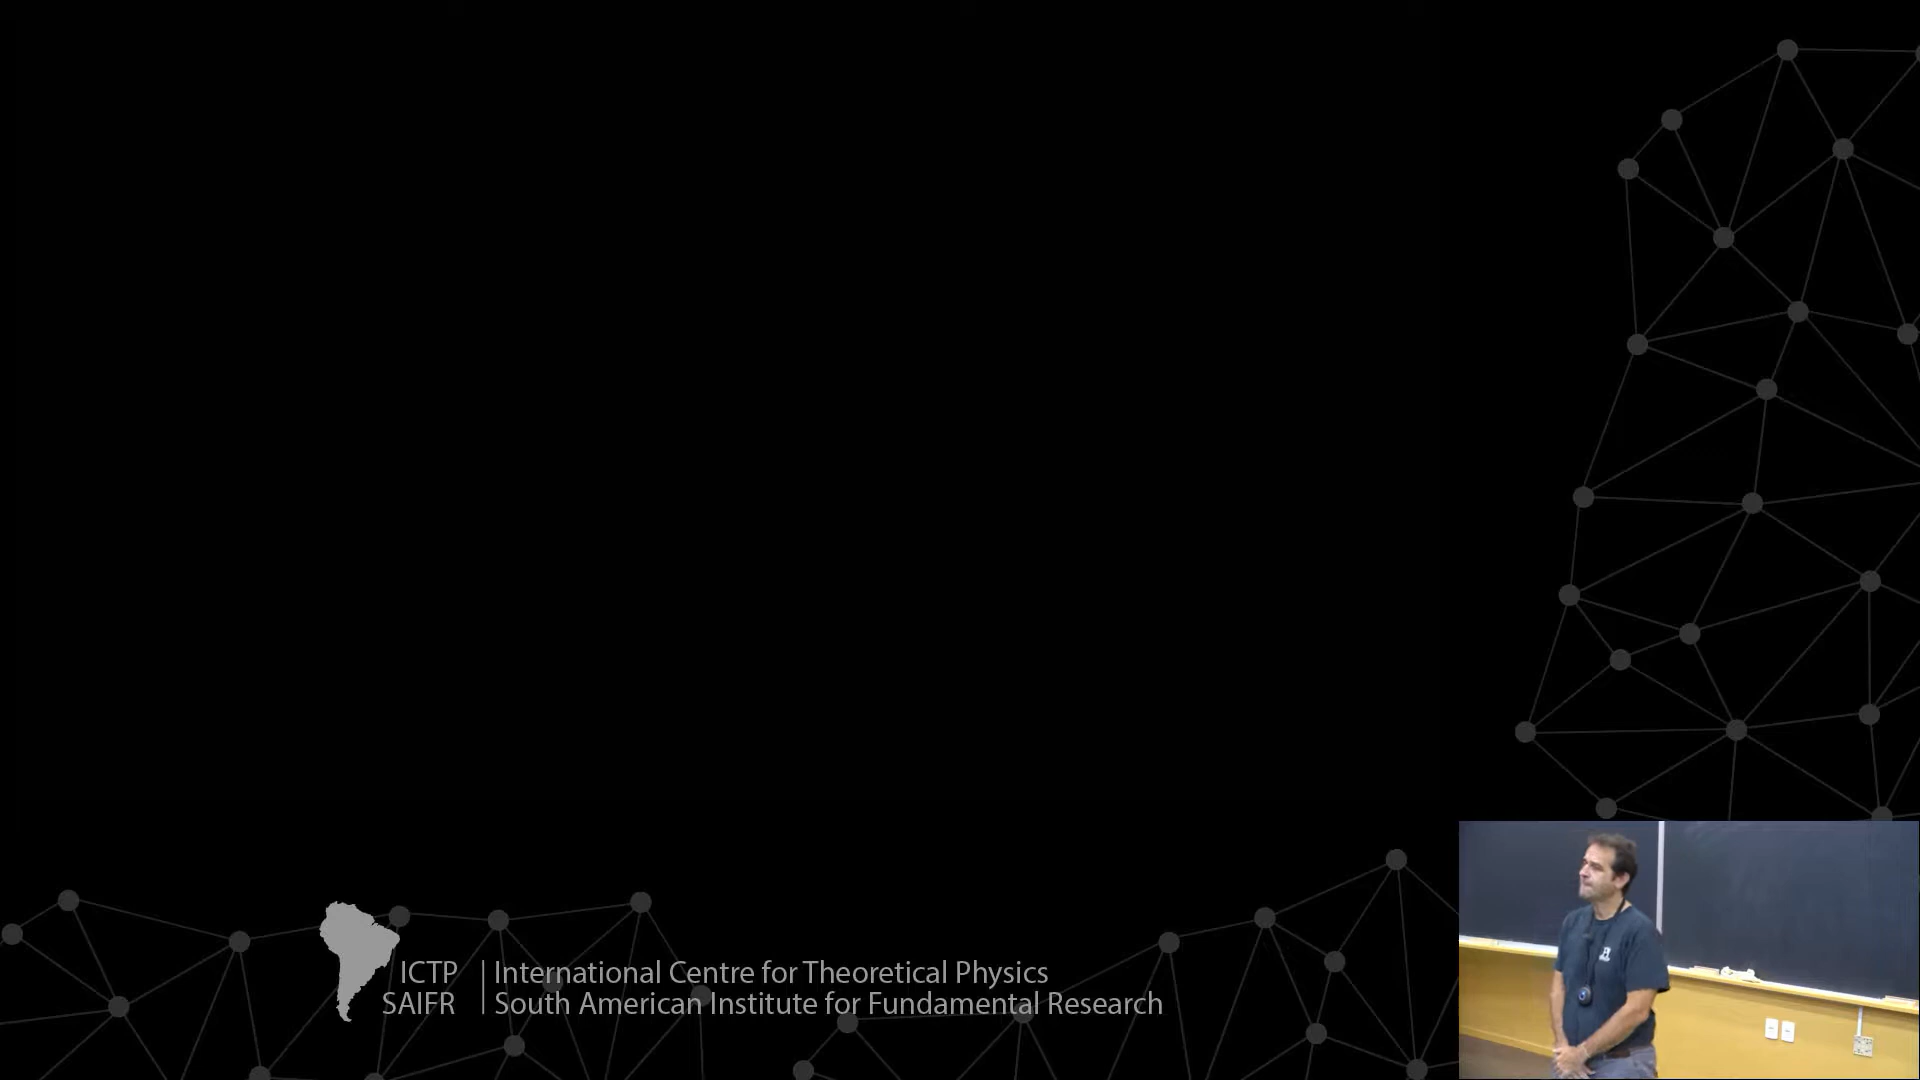 ICTP | International Centre for Theoretical Physics
SAIFR | South American Institute for Fundamental Research